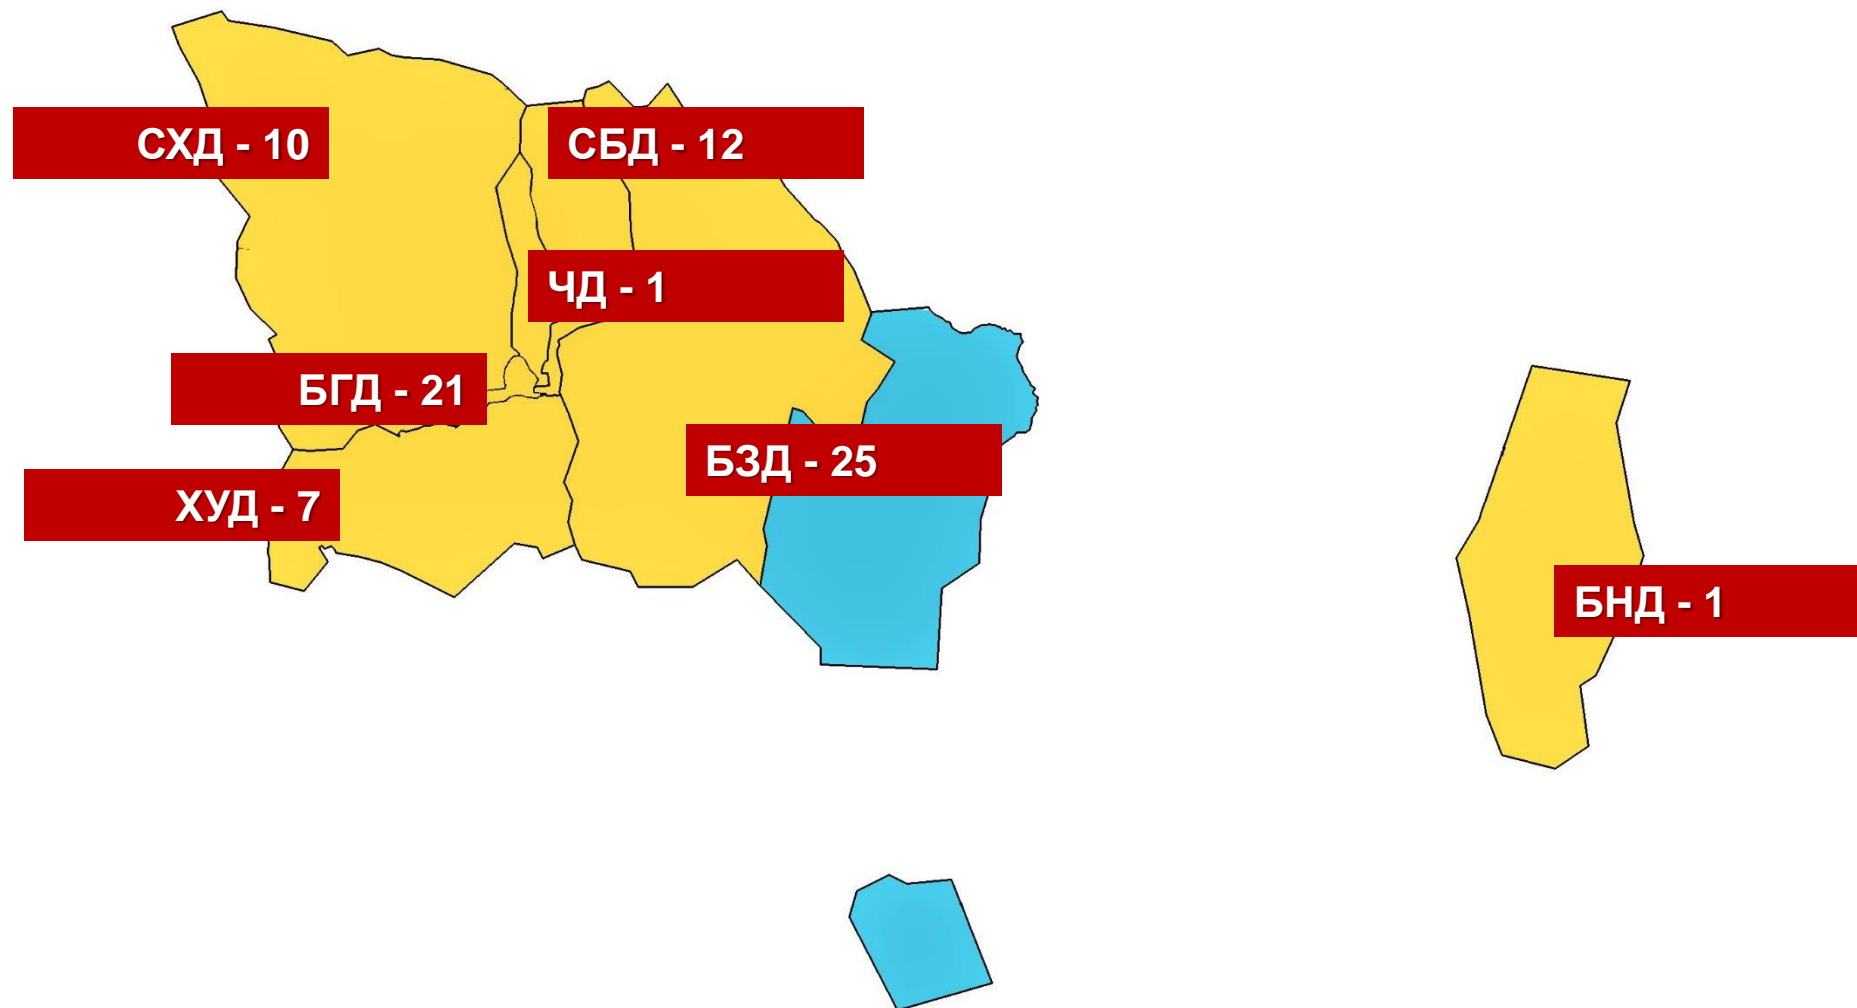 СХД - 10
СБД - 12
ЧД - 1
БГД - 21
БЗД - 25
ХУД - 7
БНД - 1